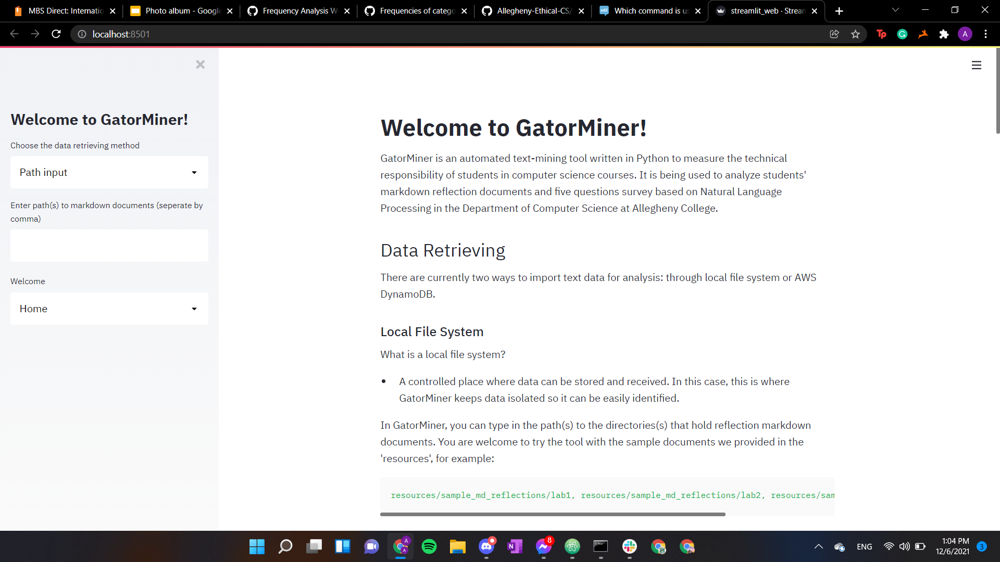 MBS Direct: Internatio
Photo album - Google
Frequency Analysis W
Frequencies of catego
Allegheny-Ethical-CS/
Which command is us
streamlit_web · Stream
localhost:8501
A
Welcome to GatorMiner!
Choose the data retrieving method
Path input
Enter path(s) to markdown documents (seperate by
comma)
Welcome
Home
Welcome to GatorMiner!
GatorMiner is an automated text-mining tool written in Python to measure the technical
responsibility of students in computer science courses. It is being used to analyze students'
markdown reflection documents and five questions survey based on Natural Language
Processing in the Department of Computer Science at Allegheny College.
Data Retrieving
There are currently two ways to import text data for analysis: through local file system or AWS
DynamoDB.
Local File System
What is a local file system?
• A controlled place where data can be stored and received. In this case, this is where
GatorMiner keeps data isolated so it can be easily identified.
In GatorMiner, you can type in the path(s) to the directories(s) that hold reflection markdown
documents. You are welcome to try the tool with the sample documents we provided in the
'resources', for example:
resources/sample_md_reflections/lab1, resources/sample_md_reflections/lab2, resources/sam
8
ENG
1:04 PM
12/6/2021
3